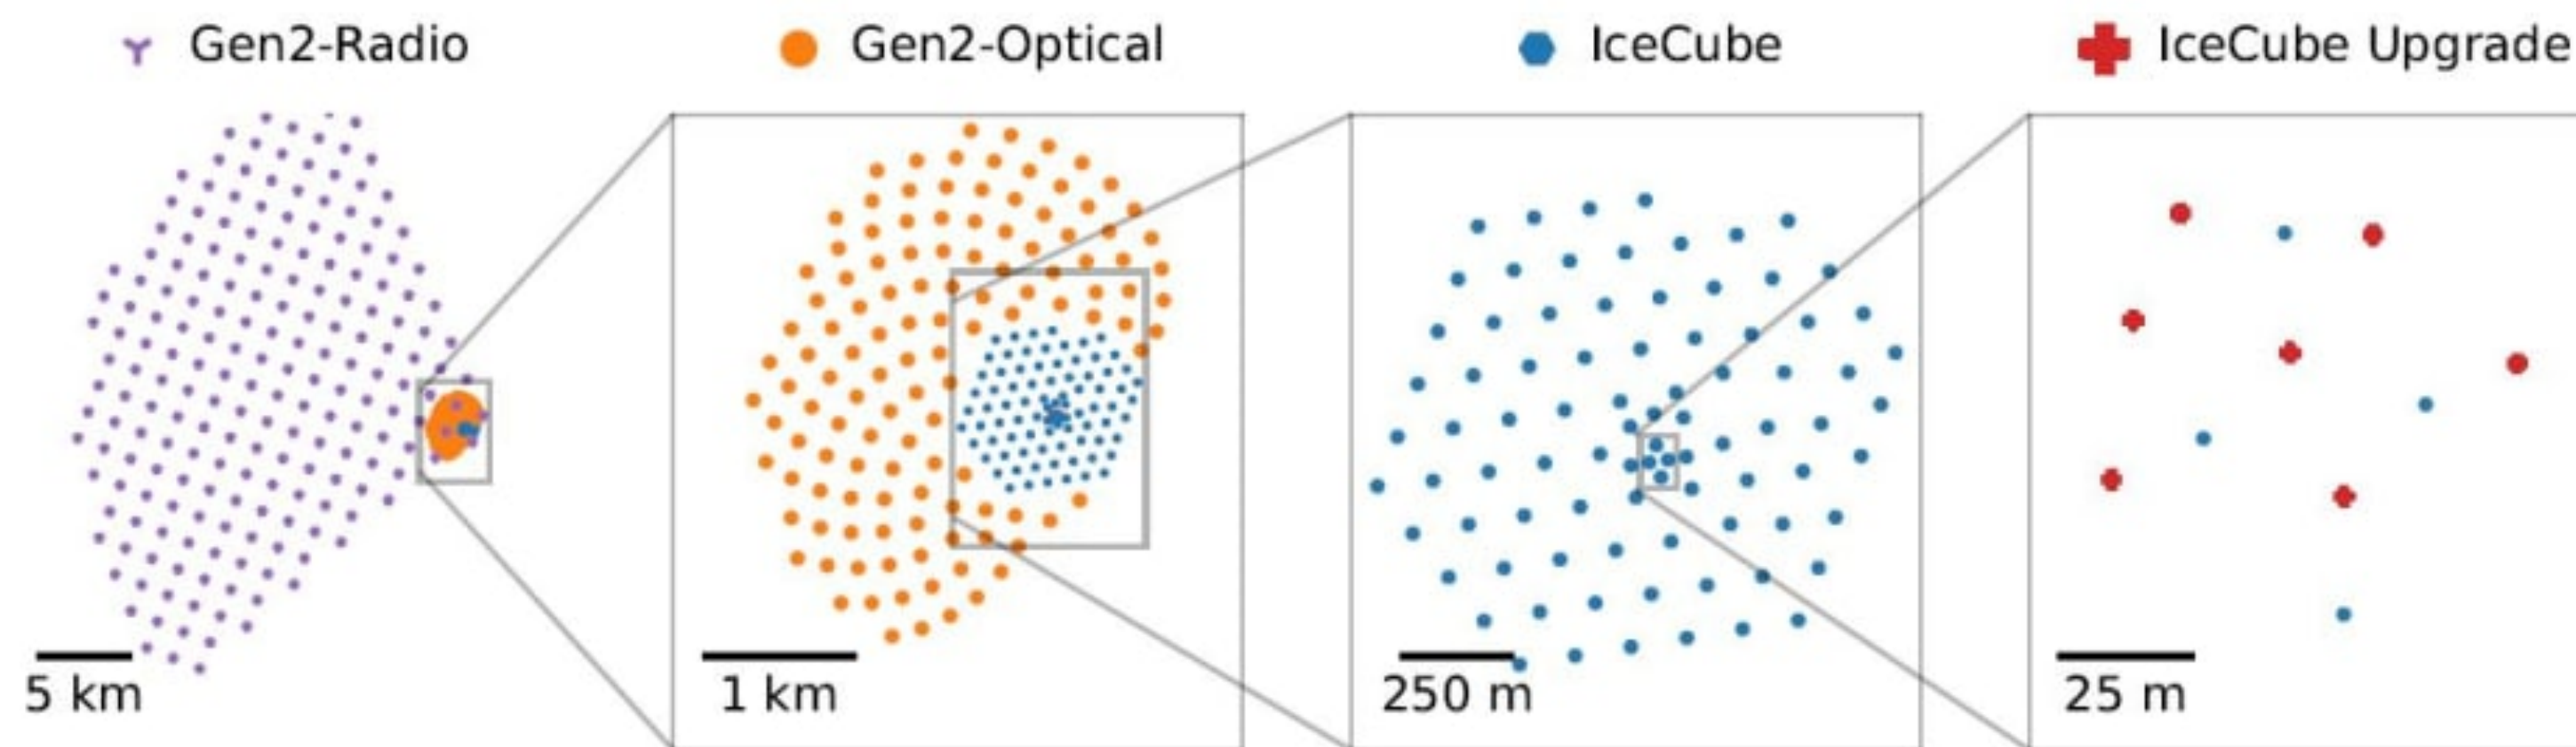 Gen2-Radio
Gen2-Optical
IceCube
IceCube Upgrade
5 km
1 km
250 m
25 m